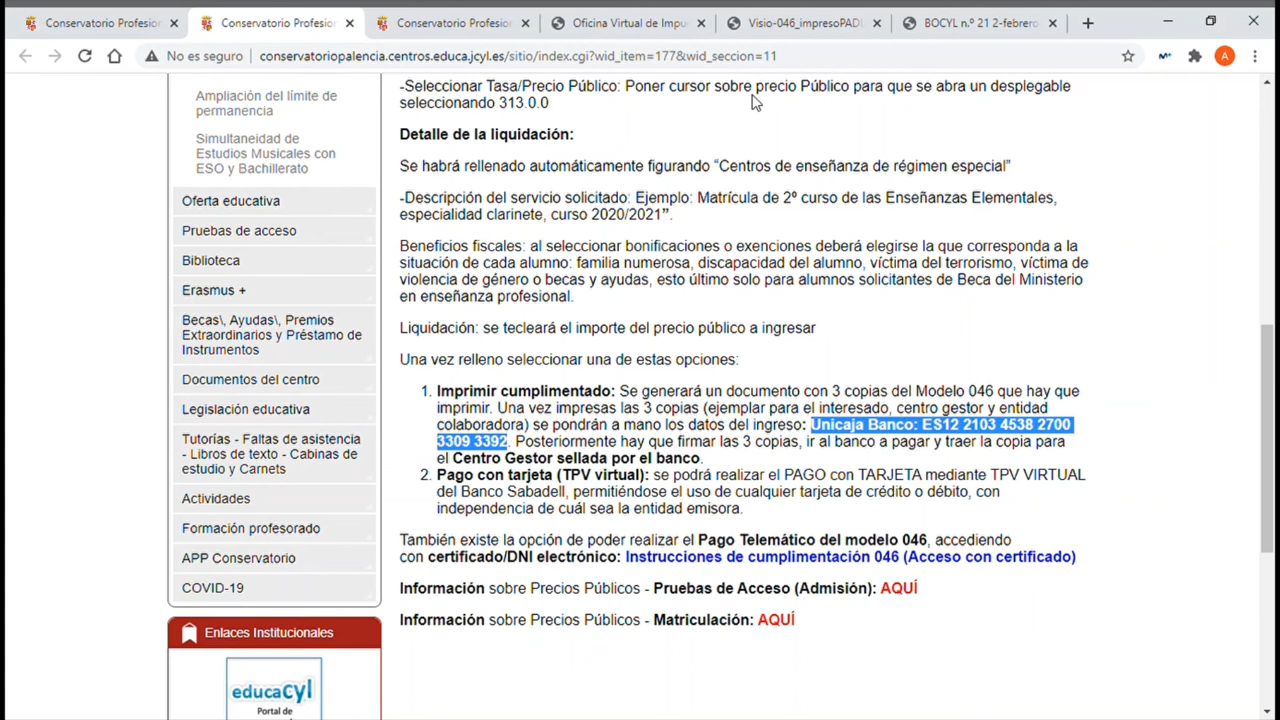 Conservatorio Profesion
Conservatorio Profesion
Conservatorio Profesion
Oficina Virtual de Impu
Visio-046_impresoPAD
BOCYL n.º 21 2-febrero
No es seguro
conservatoriopalencia.centros.educa.jcyl.es/sitio/index.cgi?wid_item=177&wid_seccion=11
A
Ampliación del límite de
permanencia
Simultaneidad de
Estudios Musicales con
ESO y Bachillerato
Oferta educativa
Pruebas de acceso
Biblioteca
Erasmus +
Becas\, Ayudas\, Premios
Extraordinarios y Préstamo de
Instrumentos
Documentos del centro
Legislación educativa
Tutorías - Faltas de asistencia
- Libros de texto - Cabinas de
estudio y Carnets
Actividades
Formación profesorado
APP Conservatorio
COVID-19
Enlaces Institucionales
educaCyl
Portal de
-Seleccionar Tasa/Precio Público: Poner cursor sobre precio Público para que se abra un desplegable
seleccionando 313.0.0
Detalle de la liquidación:
Se habrá rellenado automáticamente figurando “Centros de enseñanza de régimen especial”
-Descripción del servicio solicitado: Ejemplo: Matrícula de 2º curso de las Enseñanzas Elementales,
especialidad clarinete, curso 2020/2021”.
Beneficios fiscales: al seleccionar bonificaciones o exenciones deberá elegirse la que corresponda a la
situación de cada alumno: familia numerosa, discapacidad del alumno, víctima del terrorismo, víctima de
violencia de género o becas y ayudas, esto último solo para alumnos solicitantes de Beca del Ministerio
en enseñanza profesional.
Liquidación: se tecleará el importe del precio público a ingresar
Una vez relleno seleccionar una de estas opciones:
1. Imprimir cumplimentado: Se generará un documento con 3 copias del Modelo 046 que hay que
imprimir. Una vez impresas las 3 copias (ejemplar para el interesado, centro gestor y entidad
colaboradora) se pondrán a mano los datos del ingreso: Unicaja Banco: ES12 2103 4538 2700
3309 3392. Posteriormente hay que firmar las 3 copias, ir al banco a pagar y traer la copia para
el Centro Gestor sellada por el banco.
2. Pago con tarjeta (TPV virtual): se podrá realizar el PAGO con TARJETA mediante TPV VIRTUAL
del Banco Sabadell, permitiéndose el uso de cualquier tarjeta de crédito o débito, con
independencia de cuál sea la entidad emisora.
También existe la opción de poder realizar el Pago Telemático del modelo 046, accediendo
con certificado/DNI electrónico: Instrucciones de cumplimentación 046 (Acceso con certificado)
Información sobre Precios Públicos - Pruebas de Acceso (Admisión): AQUÍ
Información sobre Precios Públicos - Matriculación: AQUÍ